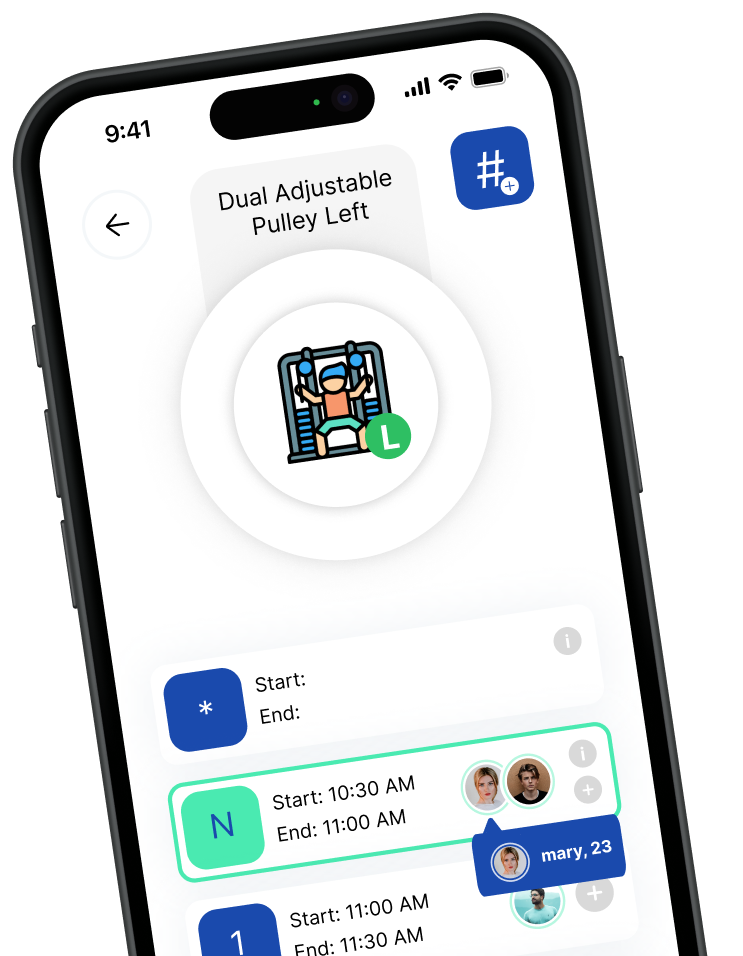 9:41
Dual Adjustable
Pulley Left
#
L
*
Start:
End:
i
N
Start: 10:30 AM
End: 11:00 AM
i
+
mary, 23
1
Start: 11:00 AM
End: 11:30 AM
+